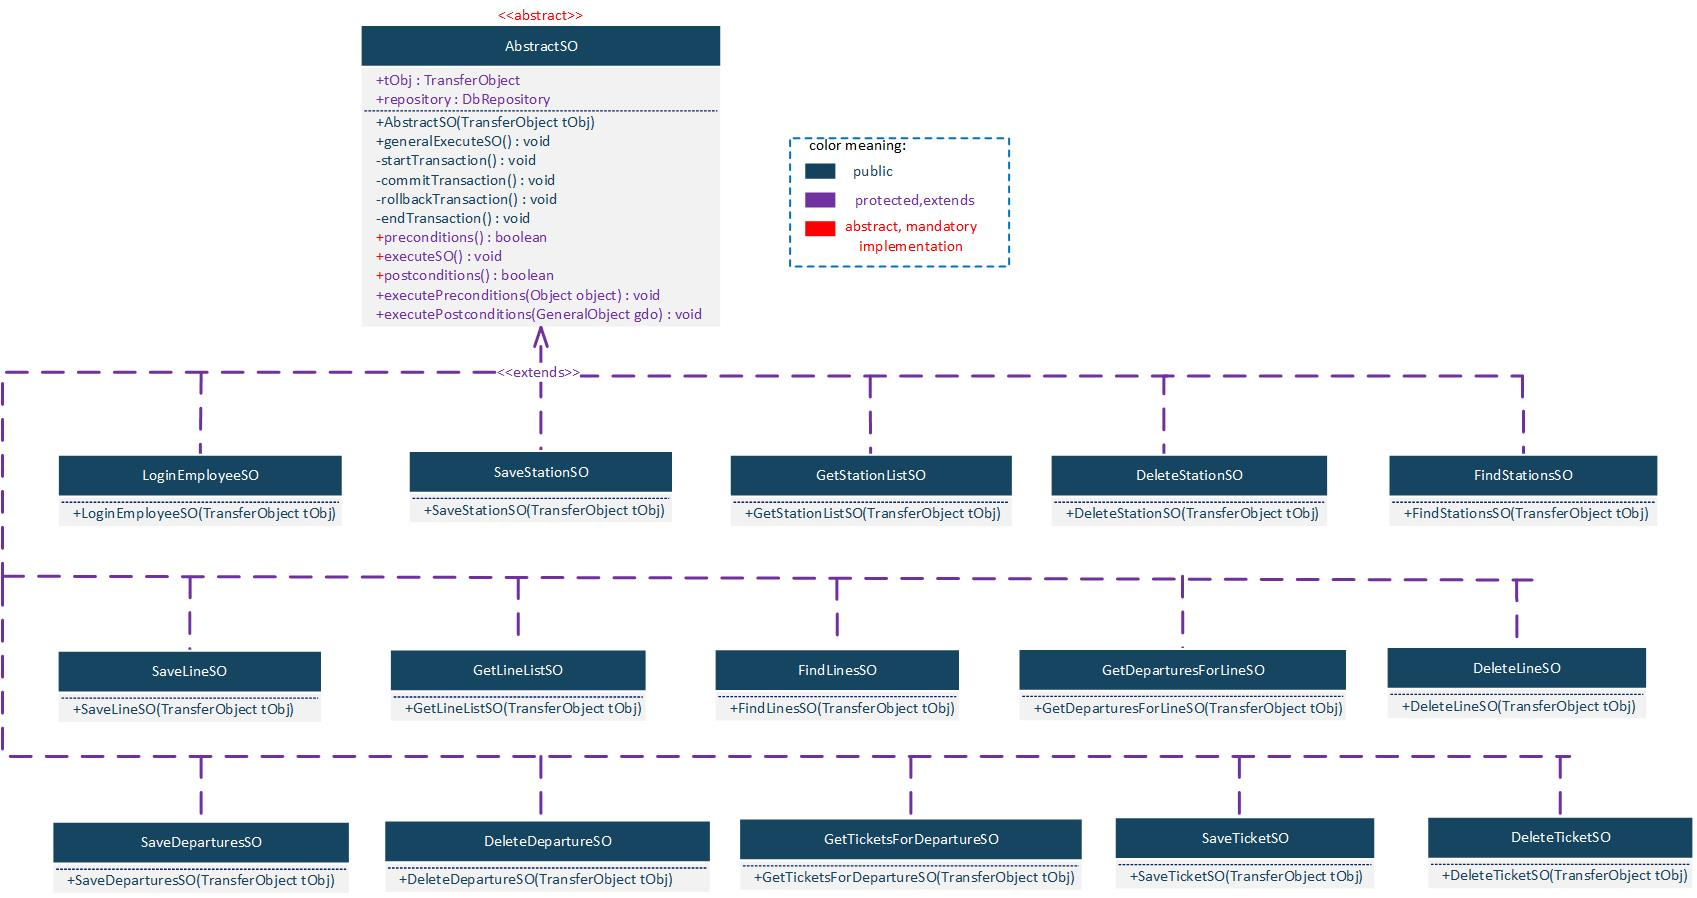 <<abstract>>
AbstractSO
+tObj : TransferObject
+repository : DbRepository
+AbstractSO(TransferObject tObj)
+generalExecuteSO() : void
-startTransaction() : void
-commitTransaction() : void
-rollbackTransaction() : void
-endTransaction() : void
+preconditions() : boolean
+executeSO() : void
+postconditions() : boolean
+executePreconditions(Object object) : void
+executePostconditions(GeneralObject gdo) : void
color meaning:
public
protected,extends
abstract, mandatory
implementation
<<extends>>
LoginEmployeeSO
+LoginEmployeeSO(TransferObject tObj)
SaveStationSO
+SaveStationSO(TransferObject tObj)
GetStationListSO
+GetStationListSO(TransferObject tObj)
DeleteStationSO
+DeleteStationSO(TransferObject tObj)
FindStationsSO
+FindStationsSO(TransferObject tObj)
SaveLineSO
+SaveLineSO(TransferObject tObj)
GetLineListSO
+GetLineListSO(TransferObject tObj)
FindLinesSO
+FindLinesSO(TransferObject tObj)
GetDeparturesForLineSO
+GetDeparturesForLineSO(TransferObject tObj)
DeleteLineSO
+DeleteLineSO(TransferObject tObj)
SaveDeparturesSO
+SaveDeparturesSO(TransferObject tObj)
DeleteDepartureSO
+DeleteDepartureSO(TransferObject tObj)
GetTicketsForDepartureSO
+GetTicketsForDepartureSO(TransferObject tObj)
SaveTicketSO
+SaveTicketSO(TransferObject tObj)
DeleteTicketSO
+DeleteTicketSO(TransferObject tObj)